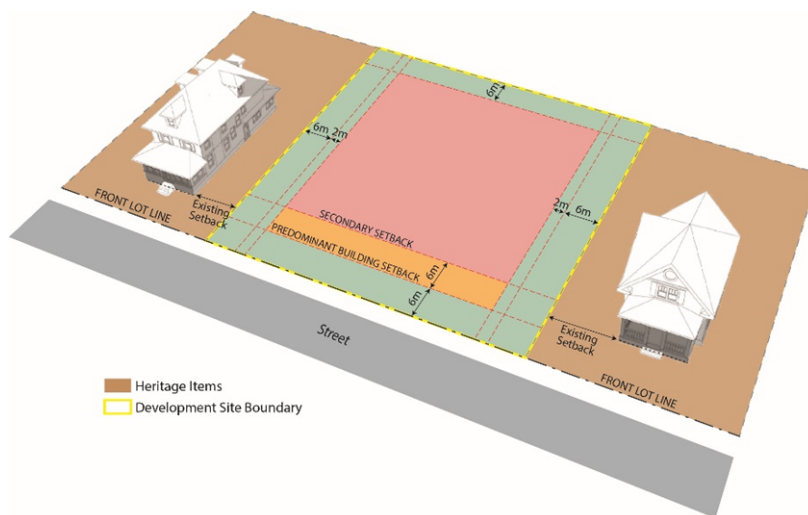 6m
6m 2m
2m 6m
FRONT LOT LINE
Existing
Setback
SECONDARY SETBACK
PREDOMINANT BUILDING SETBACK
6m
6m
Existing
Setback
Street
FRONT LOT LINE
Heritage Items
Development Site Boundary